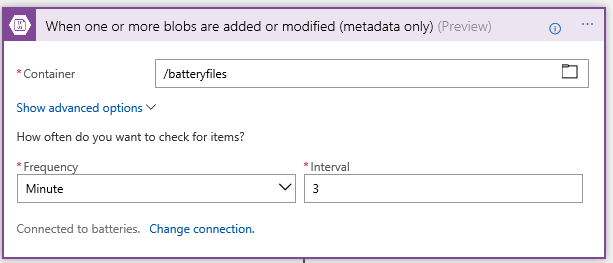 When one or more blobs are added or modified (metadata only) (Preview)
* Container
/batteryfiles
Show advanced options
How often do you want to check for items?
* Frequency
* Interval
Minute
3
Connected to batteries. Change connection.